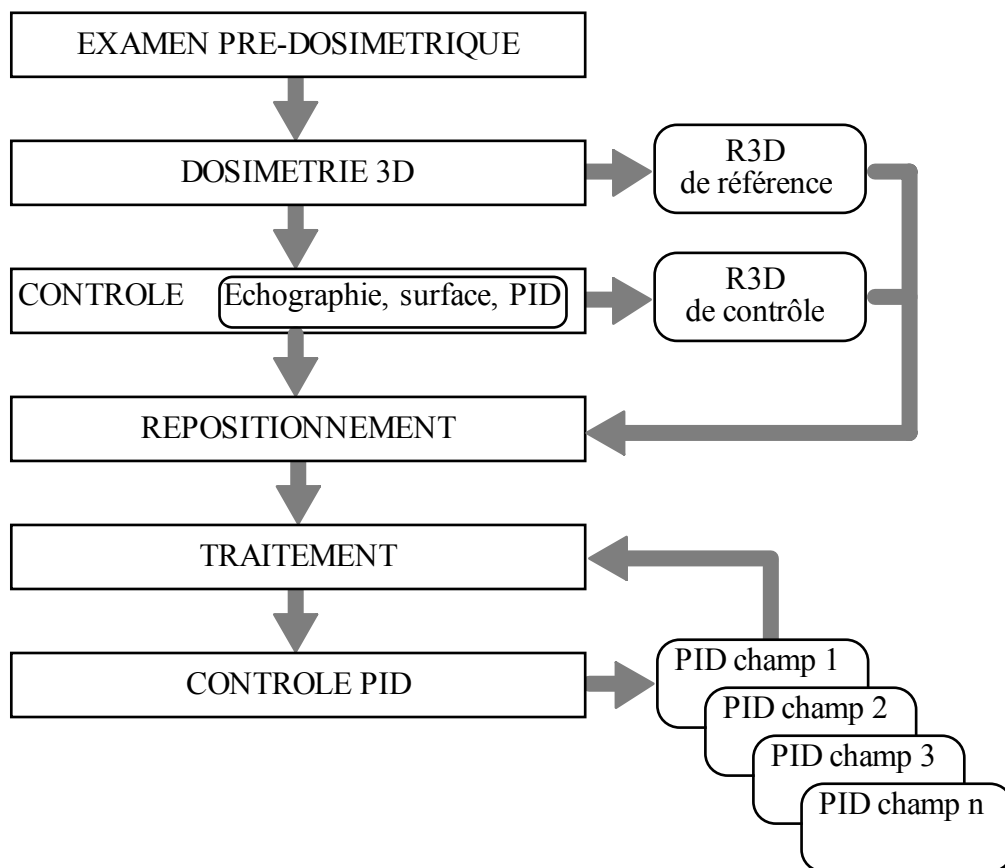 EXAMEN PRE-DOSIMETRIQUE
DOSIMETRIE 3D
R3D
de référence
CONTROLE
Echographie, surface, PID
R3D
de contrôle
REPOSITIONNEMENT
TRAITEMENT
CONTROLE PID
PID champ 1
PID champ 2
PID champ 3
PID champ n